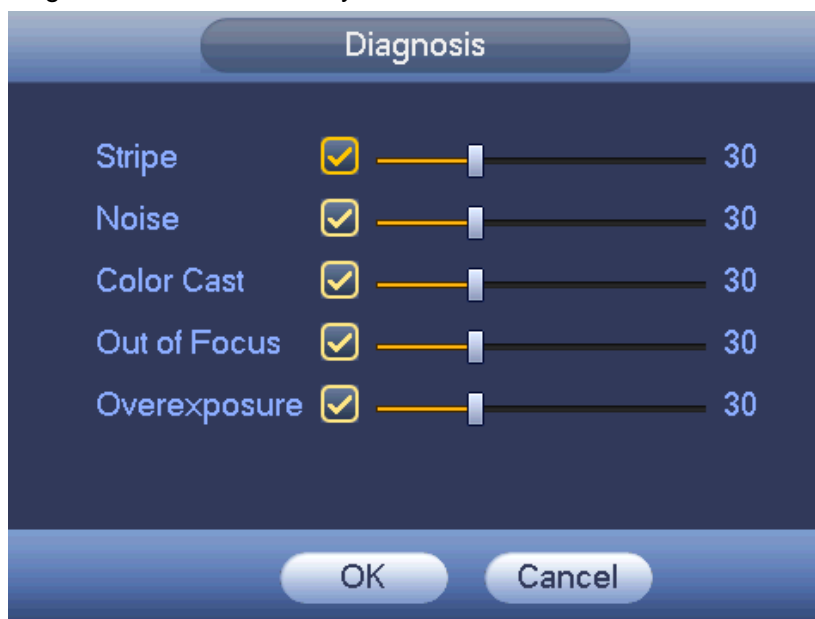 Diagnosis
Stripe 30
Noise 30
Color Cast 30
Out of Focus 30
Overexposure 30
OK Cancel